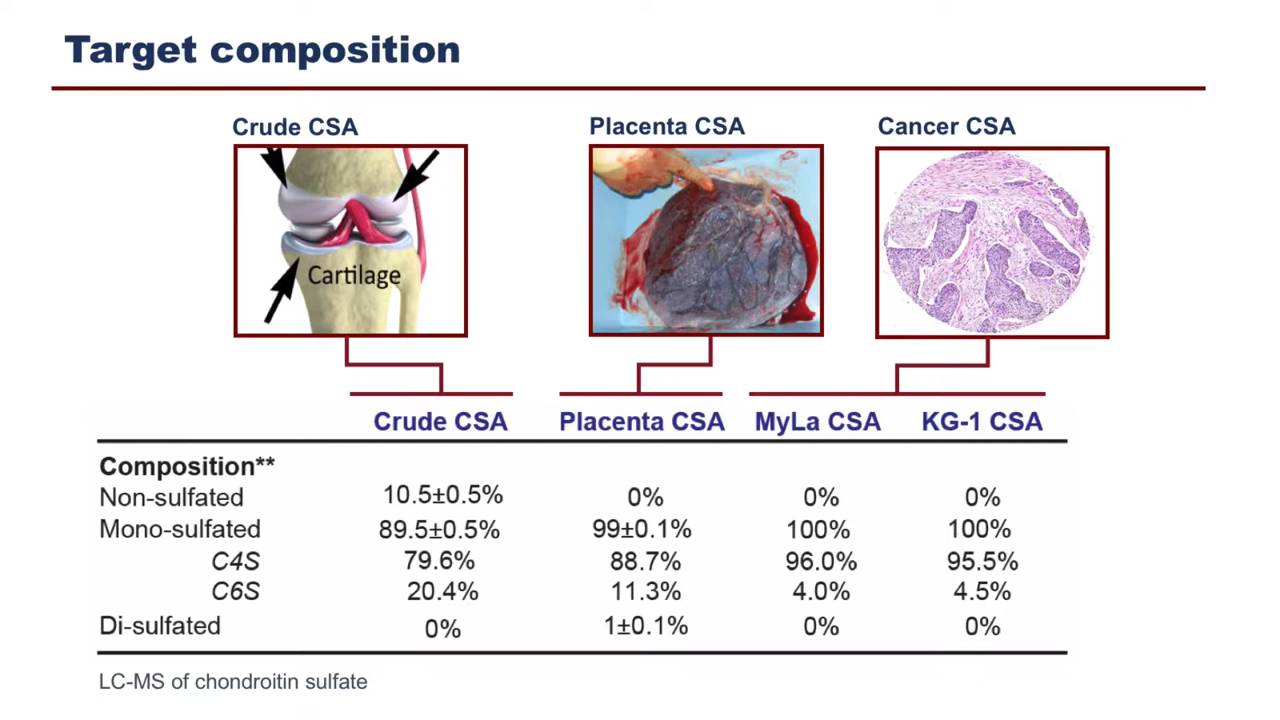 Target composition
Crude CSA
Placenta CSA
Cancer CSA
Cartilage
Crude CSA Placenta CSA MyLa CSA KG-1 CSA
Composition**
Non-sulfated 10.5±0.5% 0% 0% 0%
Mono-sulfated 89.5±0.5% 99±0.1% 100% 100%
C4S 79.6% 88.7% 96.0% 95.5%
C6S 20.4% 11.3% 4.0% 4.5%
Di-sulfated 0% 1±0.1% 0% 0%
LC-MS of chondroitin sulfate